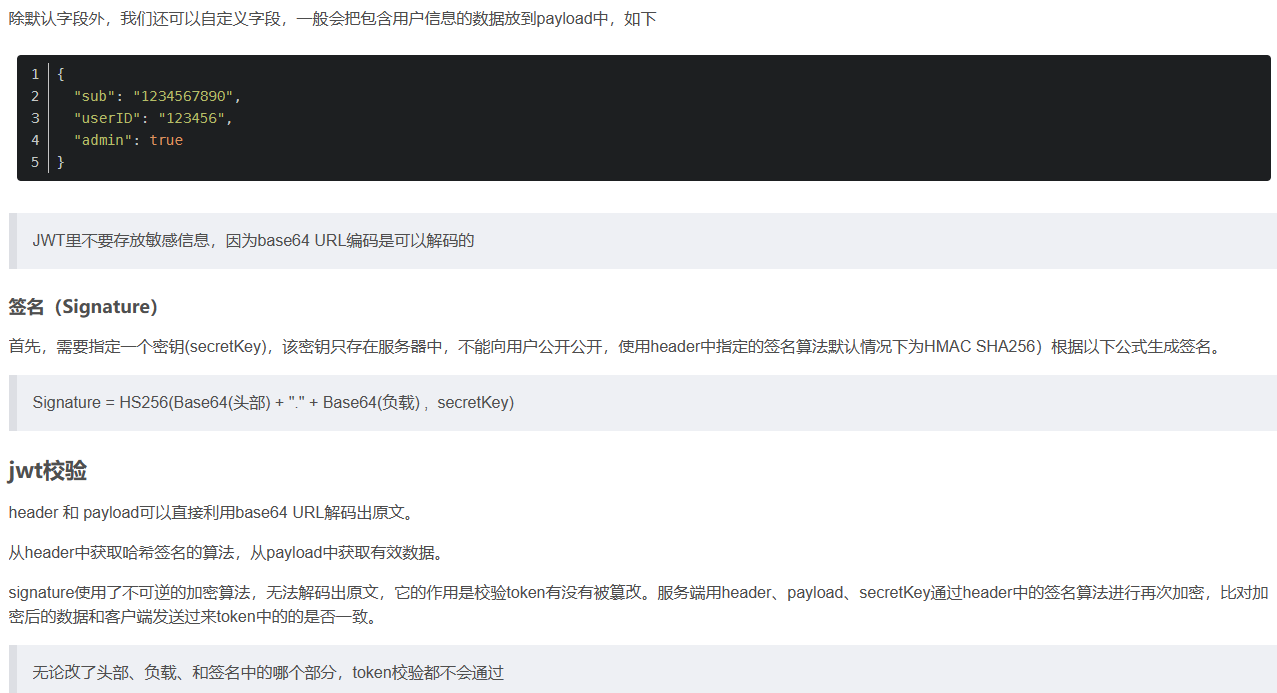 除默认字段外，我们还可以自定义字段，一般会把包含用户信息的数据放到payload中，如下
1 {
2   "sub": "1234567890",
3   "userID": "123456",
4   "admin": true
5 }
JWT里不要存放敏感信息，因为base64 URL编码是可以解码的
签名（Signature）
首先，需要指定一个密钥(secretKey)，该密钥只存在服务器中，不能向用户公开公开，使用header中指定的签名算法默认情况下为HMAC SHA256）根据以下公式生成签名。
Signature = HS256(Base64(头部) + "." + Base64(负载) ，secretKey)
jwt校验
header 和 payload可以直接利用base64 URL解码出原文。
从header中获取哈希签名的算法，从payload中获取有效数据。
signature使用了不可逆的加密算法，无法解码出原文，它的作用是校验token有没有被篡改。服务端用header、payload、secretKey通过header中的签名算法进行再次加密，比对加
密后的数据和客户端发送过来token中的的是否一致。
无论改了头部、负载、和签名中的哪个部分，token校验都不会通过